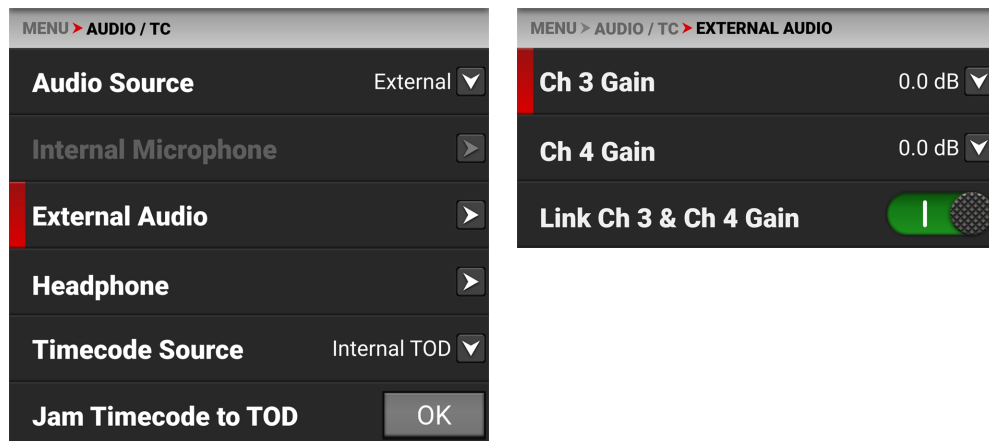 MENU AUDIO / TC
Audio Source External
Internal Microphone
External Audio
Headphone
Timecode Source Internal TOD
Jam Timecode to TOD OK
MENU AUDIO / TC EXTERNAL AUDIO
Ch 3 Gain 0.0 dB
Ch 4 Gain 0.0 dB
Link Ch 3 & Ch 4 Gain